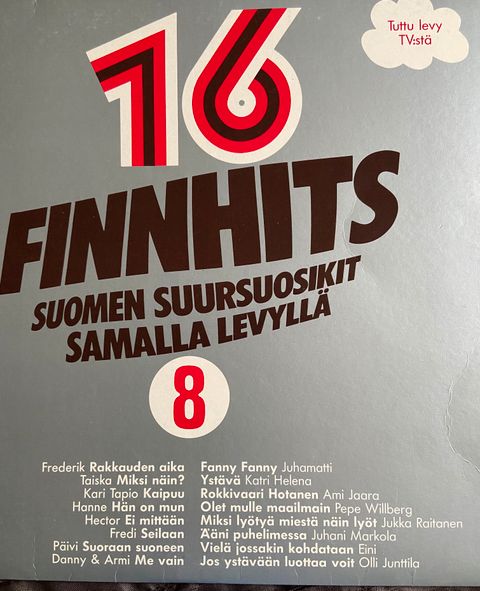 Tuttu levy
TV:stä
16
FINNHITS
SUOMEN SUURSUOSIKIT
SAMALLA LEVYLLÄ
8
Frederik Rakkauden aika
Taiska Miksi näin?
Kari Tapio Kaipuu
Hanne Hän on mun
Hector Ei mittään
Fredi Seilaan
Päivi Suoraan suoneen
Danny & Armi Me vain
Fanny Fanny Juhamatti
Ystävä Katri Helena
Rokkivaari Hotanen Ami Jaara
Olet mulle maailmain Pepe Willberg
Miksi lyötyä miestä näin lyöt Jukka Raitanen
Ääni puhelimessa Juhani Markola
Vielä jossakin kohdataan Eini
Jos ystävään luottaa voit Olli Junttila